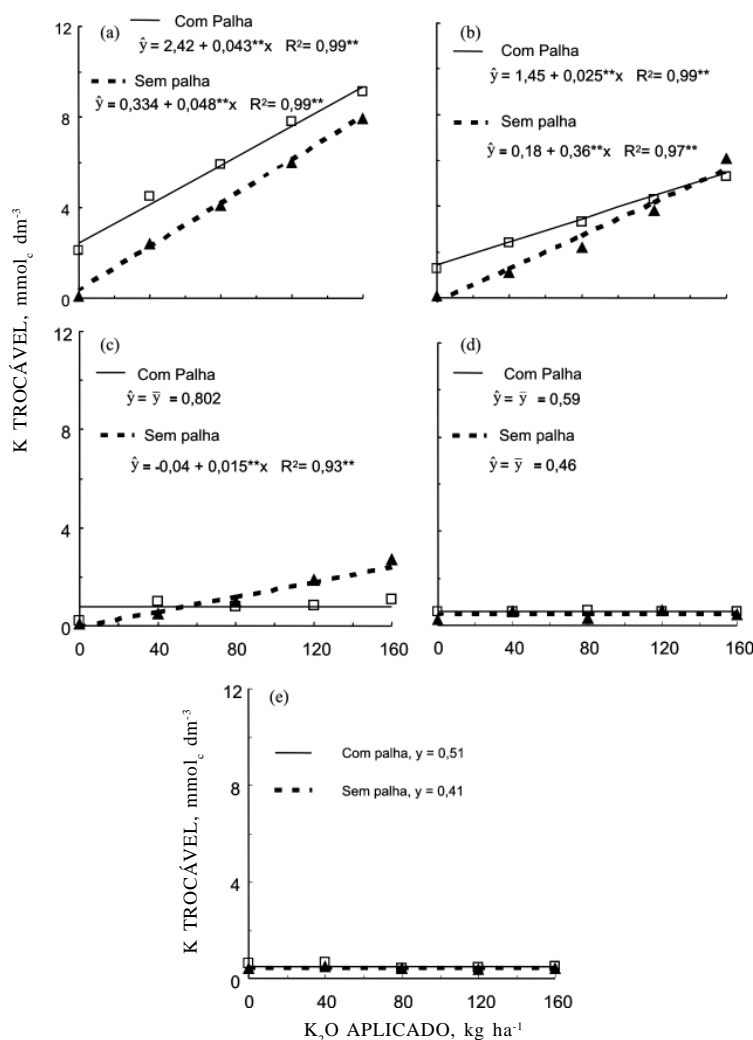 K TROCÁVEL, mmol_c dm⁻³
(a)
12
8
4
0
Com Palha
ŷ = 2,42 + 0,043**x R²= 0,99**
Sem palha
ŷ = 0,334 + 0,048**x R²= 0,99**
(b)
Com Palha
ŷ = 1,45 + 0,025**x R²= 0,99**
Sem palha
ŷ = 0,18 + 0,36**x R²= 0,97**
(c)
12
8
4
0
Com Palha
ŷ = y̅ = 0,802
Sem palha
ŷ = -0,04 + 0,015**x R²= 0,93**
0 40 80 120 160
(d)
Com Palha
ŷ = y̅ = 0,59
Sem palha
ŷ = y̅ = 0,46
0 40 80 120 160
K TROCÁVEL, mmol_c dm⁻³
(e)
12
8
4
0
Com palha, y = 0,51
Sem palha, y = 0,41
0 40 80 120 160
K₂O APLICADO, kg ha⁻¹